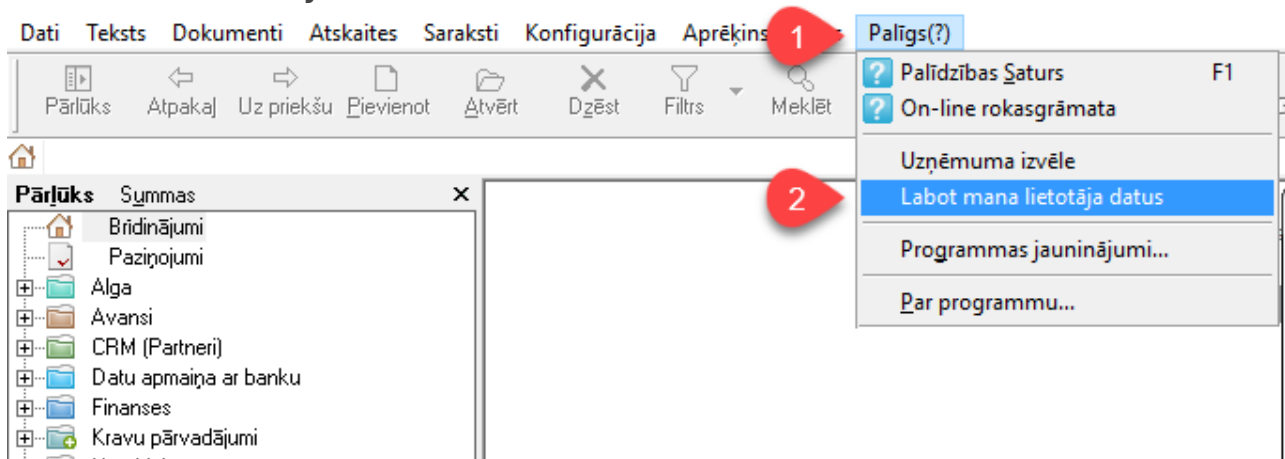 Dati Teksts Dokumenti Atskaites Saraksti Konfigurācija Aprēķins Palīgs(?)
1
Pārlūks Atpakaļ Uz priekšu Pievienot Atvērt Dzēst Filtrs Meklēt
Palīdzības Saturs F1
On-line rokasgrāmata
Uzņēmuma izvēle
2
Labot mana lietotāja datus
Programmas jauninājumi...
Par programmu...
Pārlūks Summas
Brīdinājumi
Paziņojumi
Alga
Avansi
CRM (Partneri)
Datu apmaiņa ar banku
Finanses
Kravu pārvadājumi